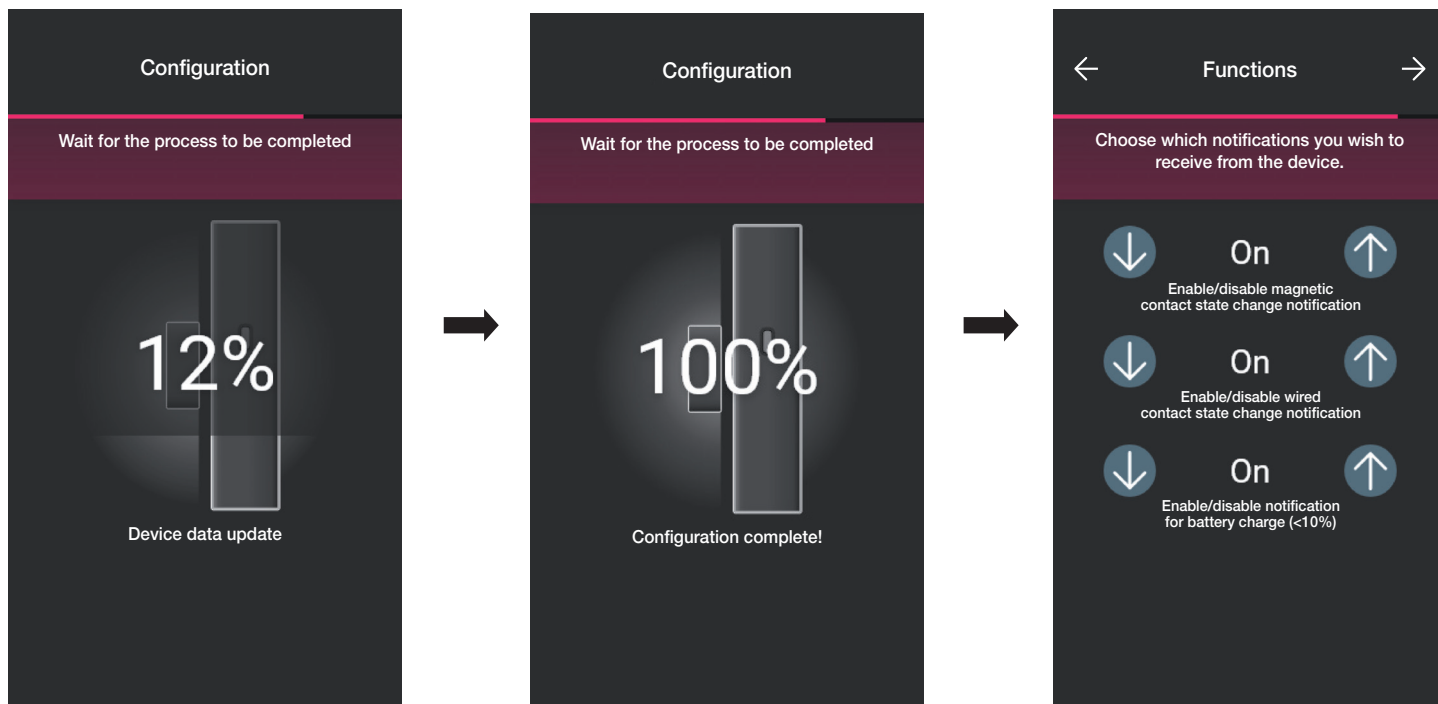 Configuration
Wait for the process to be completed
12%
Device data update
Configuration
Wait for the process to be completed
100%
Configuration complete!
Functions
Choose which notifications you wish to
receive from the device.
On
Enable/disable magnetic
contact state change notification
On
Enable/disable wired
contact state change notification
On
Enable/disable notification
for battery charge (<10%)